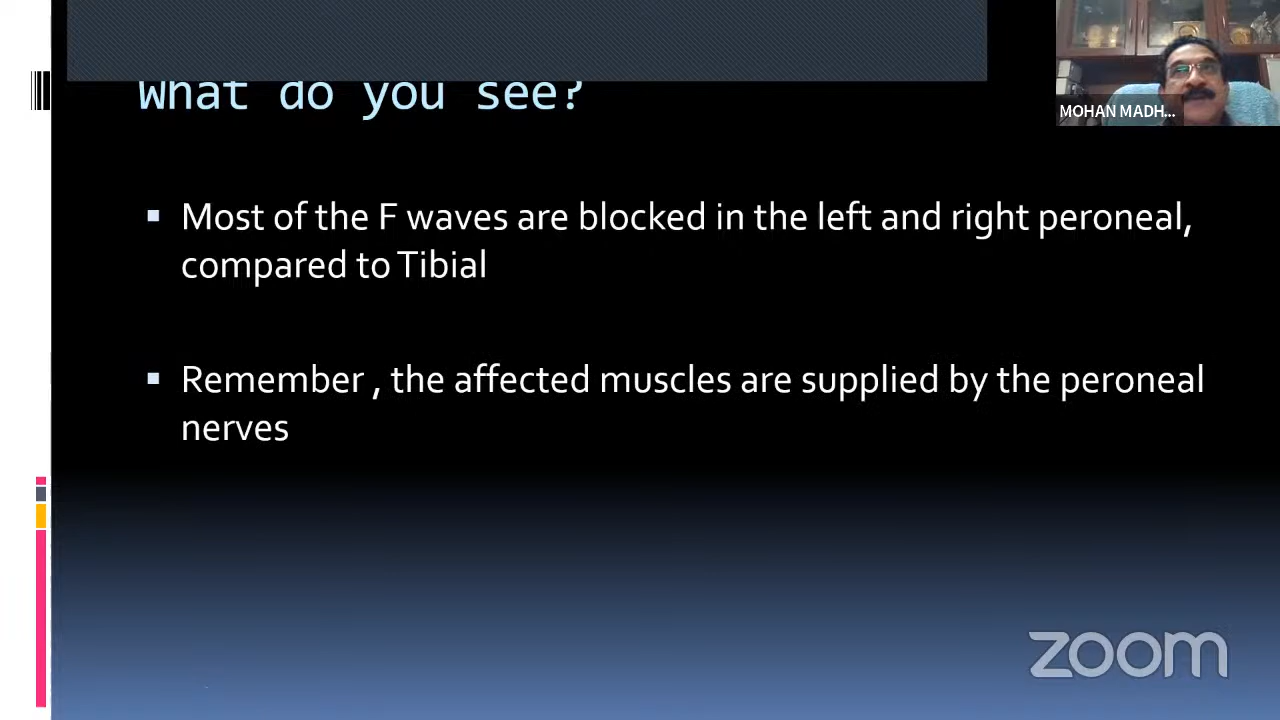 What do you see?
MOHAN MADH...
▪ Most of the F waves are blocked in the left and right peroneal,
compared to Tibial
▪ Remember , the affected muscles are supplied by the peroneal
nerves
zoom